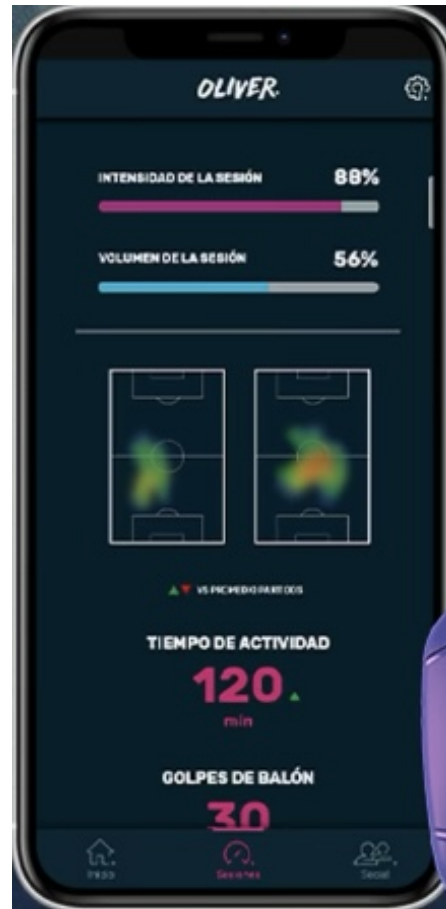 OLIVER.
INTENSIDAD DE LA SESIÓN 88%
VOLUMEN DE LA SESIÓN 56%
VS PROMEDIO PARTIDOS
TIEMPO DE ACTIVIDAD
120
min
GOLPES DE BALÓN
30
Inicio Sesiones Social